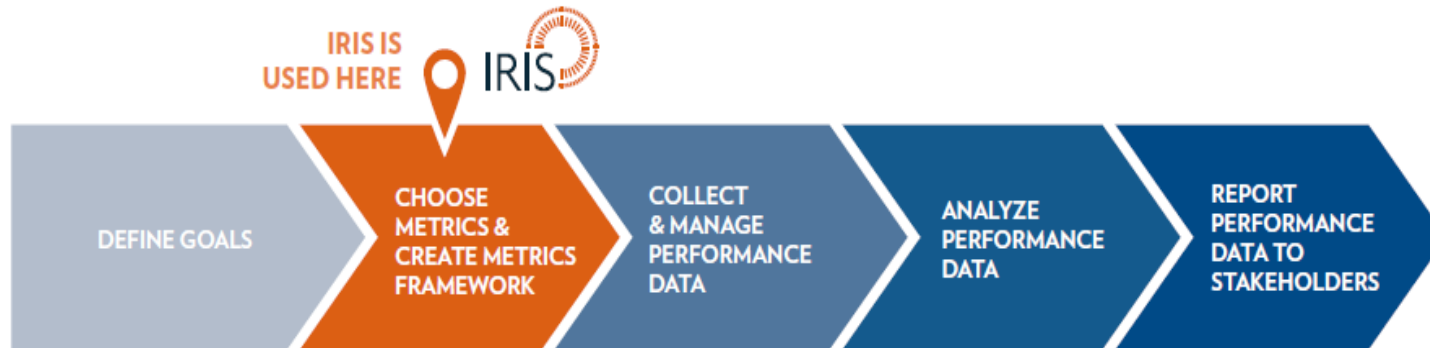 IRIS IS
USED HERE
IRIS
DEFINE GOALS
CHOOSE
METRICS &
CREATE METRICS
FRAMEWORK
COLLECT
& MANAGE
PERFORMANCE
DATA
ANALYZE
PERFORMANCE
DATA
REPORT
PERFORMANCE
DATA TO
STAKEHOLDERS